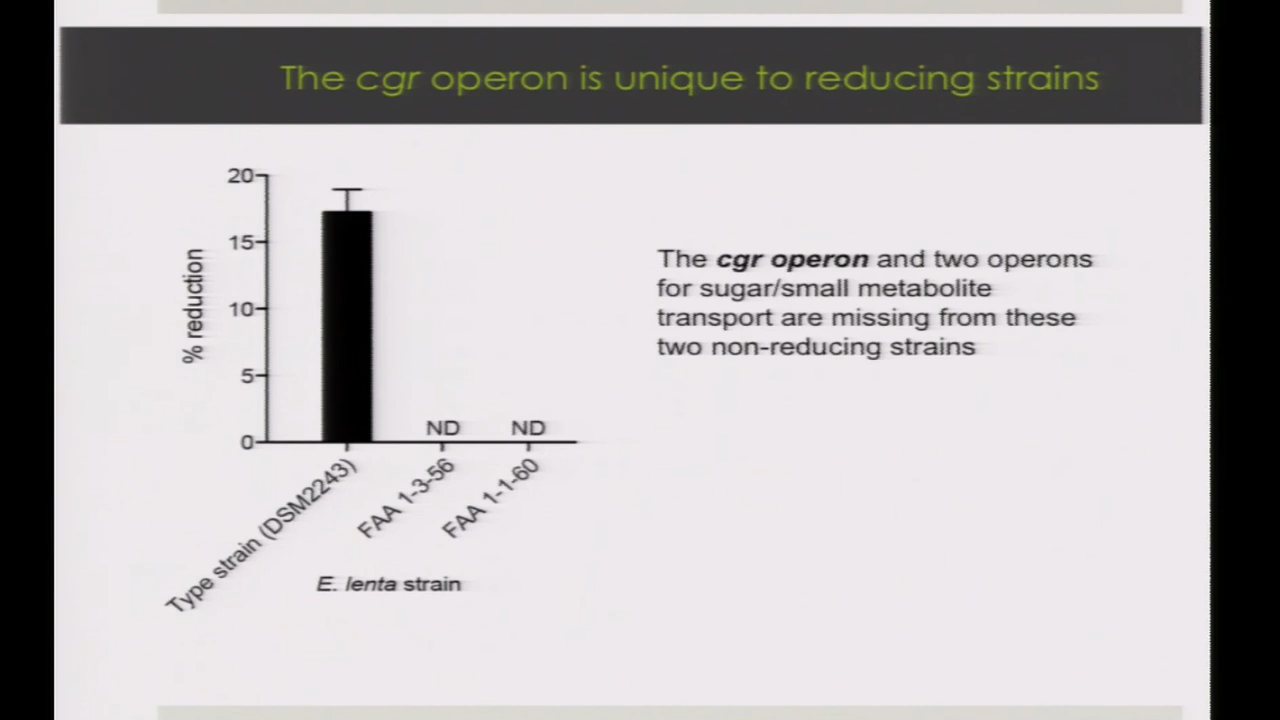 The cgr operon is unique to reducing strains
20
15
10
5
0
% reduction
ND
ND
Type strain (DSM2243)
FAA 1-3-56
FAA 1-1-60
E. lenta strain
The cgr operon and two operons
for sugar/small metabolite
transport are missing from these
two non-reducing strains